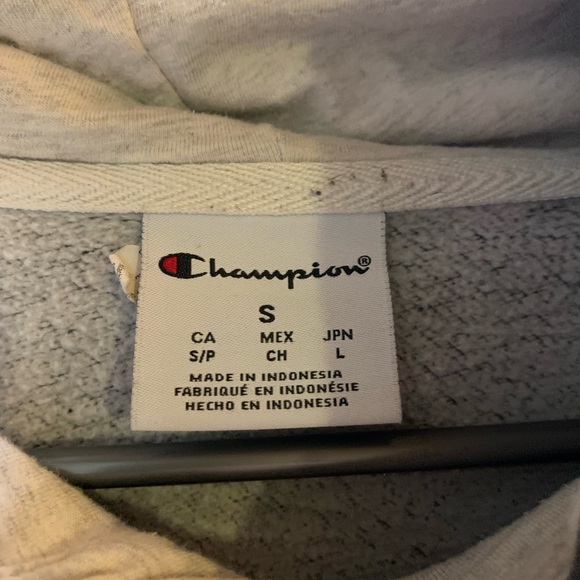 Champion®
S
CA MEX JPN
S/P CH L
MADE IN INDONESIA
FABRIQUÉ EN INDONÉSIE
HECHO EN INDONESIA